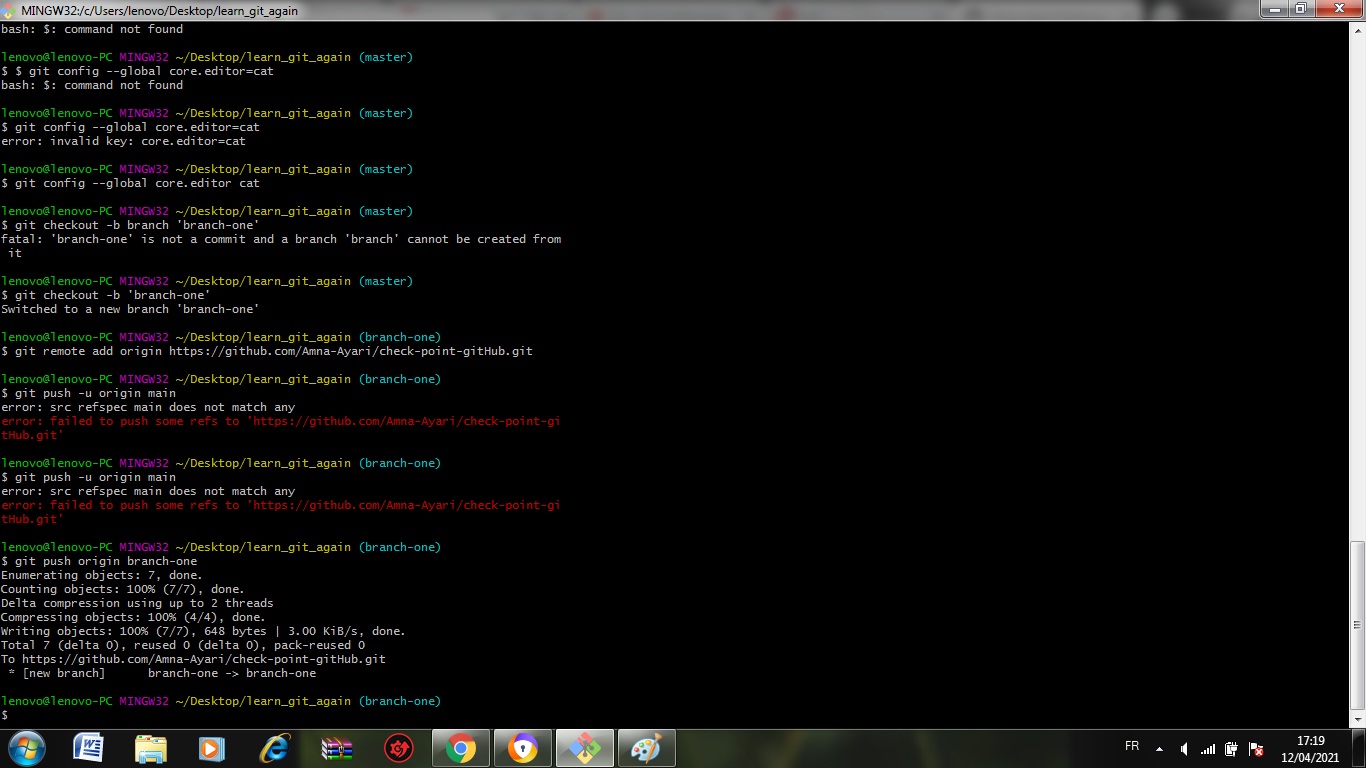 MINGW32:/c/Users/lenovo/Desktop/learn_git_again
bash: $: command not found
lenovo@lenovo-PC MINGW32 ~/Desktop/learn_git_again (master)
$ $ git config --global core.editor=cat
bash: $: command not found
lenovo@lenovo-PC MINGW32 ~/Desktop/learn_git_again (master)
$ git config --global core.editor=cat
error: invalid key: core.editor=cat
lenovo@lenovo-PC MINGW32 ~/Desktop/learn_git_again (master)
$ git config --global core.editor cat
lenovo@lenovo-PC MINGW32 ~/Desktop/learn_git_again (master)
$ git checkout -b branch 'branch-one'
fatal: 'branch-one' is not a commit and a branch 'branch' cannot be created from
 it
lenovo@lenovo-PC MINGW32 ~/Desktop/learn_git_again (master)
$ git checkout -b 'branch-one'
Switched to a new branch 'branch-one'
lenovo@lenovo-PC MINGW32 ~/Desktop/learn_git_again (branch-one)
$ git remote add origin https://github.com/Amna-Ayari/check-point-gitHub.git
lenovo@lenovo-PC MINGW32 ~/Desktop/learn_git_again (branch-one)
$ git push -u origin main
error: src refspec main does not match any
error: failed to push some refs to 'https://github.com/Amna-Ayari/check-point-gi
tHub.git'
lenovo@lenovo-PC MINGW32 ~/Desktop/learn_git_again (branch-one)
$ git push -u origin main
error: src refspec main does not match any
error: failed to push some refs to 'https://github.com/Amna-Ayari/check-point-gi
tHub.git'
lenovo@lenovo-PC MINGW32 ~/Desktop/learn_git_again (branch-one)
$ git push origin branch-one
Enumerating objects: 7, done.
Counting objects: 100% (7/7), done.
Delta compression using up to 2 threads
Compressing objects: 100% (4/4), done.
Writing objects: 100% (7/7), 648 bytes | 3.00 KiB/s, done.
Total 7 (delta 0), reused 0 (delta 0), pack-reused 0
To https://github.com/Amna-Ayari/check-point-gitHub.git
 * [new branch]      branch-one -> branch-one
lenovo@lenovo-PC MINGW32 ~/Desktop/learn_git_again (branch-one)
$
FR
17:19
12/04/2021